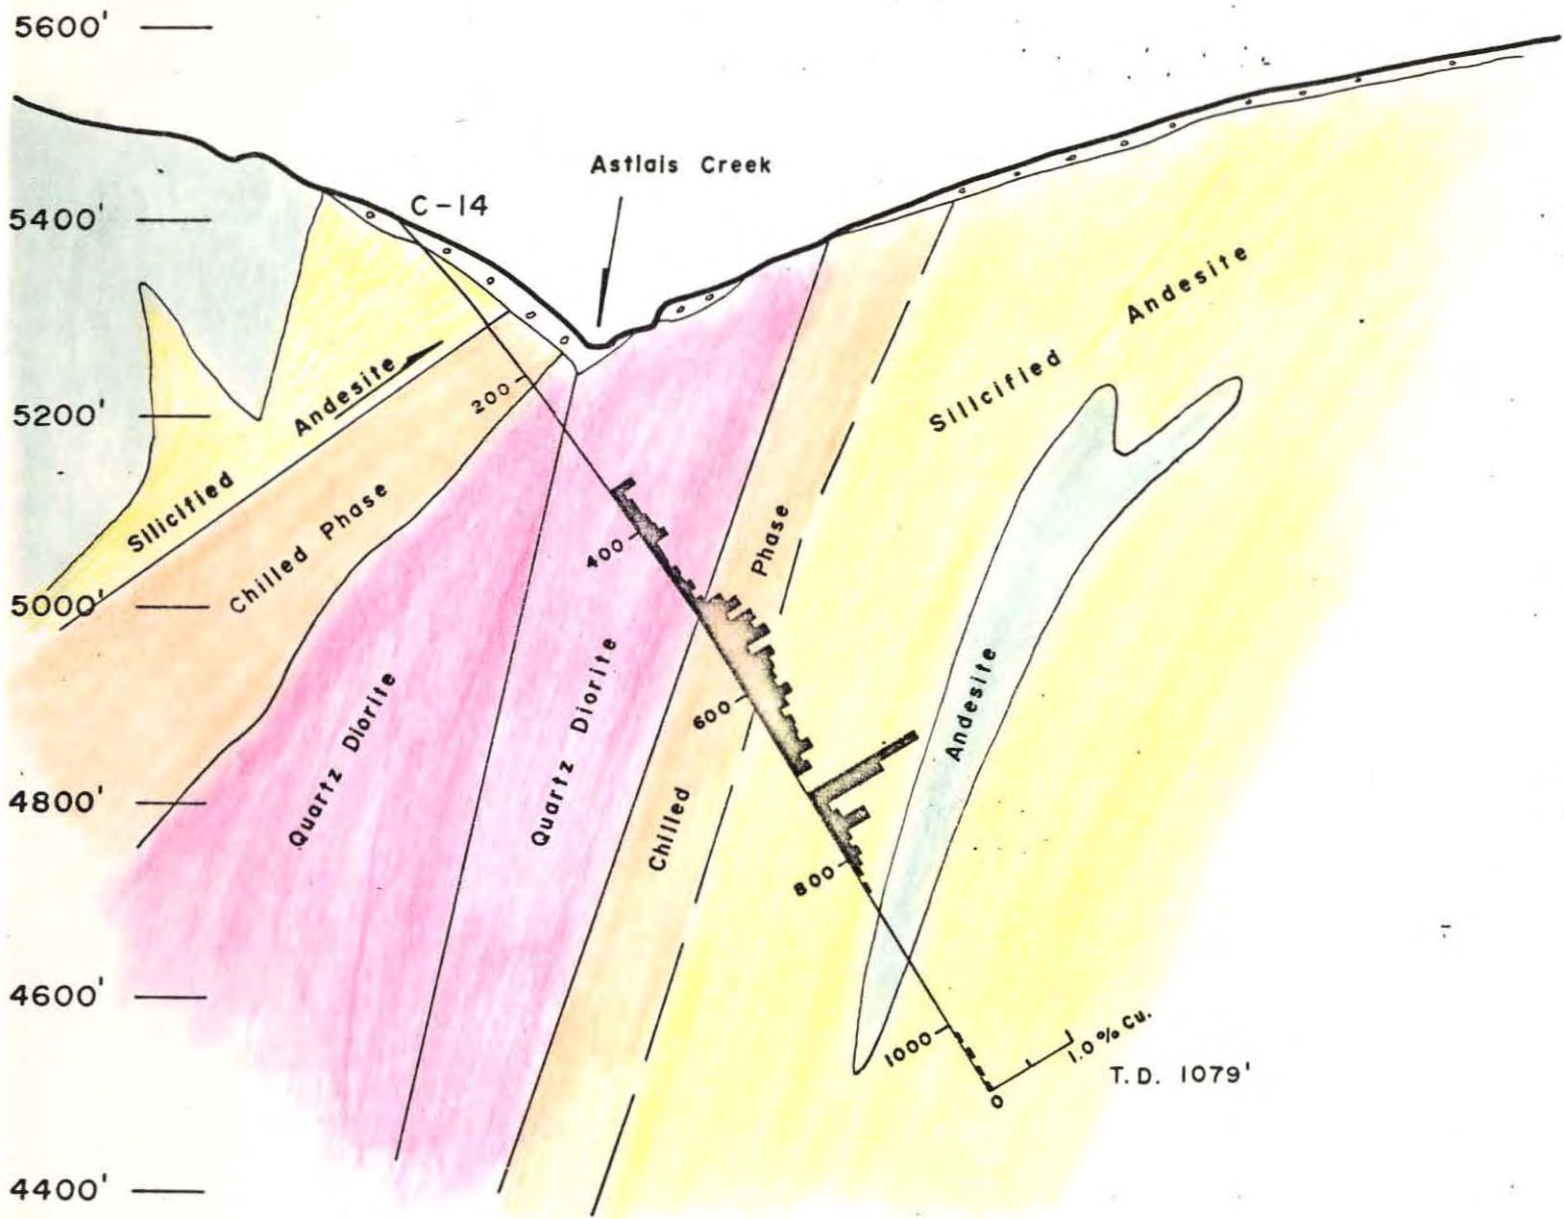 5600'
Astlais Creek
C-14
5400'
Silicified Andesite
200
5200'
Silicified Andesite
400
Chilled Phase
5000'
Chilled Phase
600
Quartz Diorite
Quartz Diorite
Andesite
4800'
800
4600'
1000
1.0% Cu.
T.D. 1079'
0
4400'